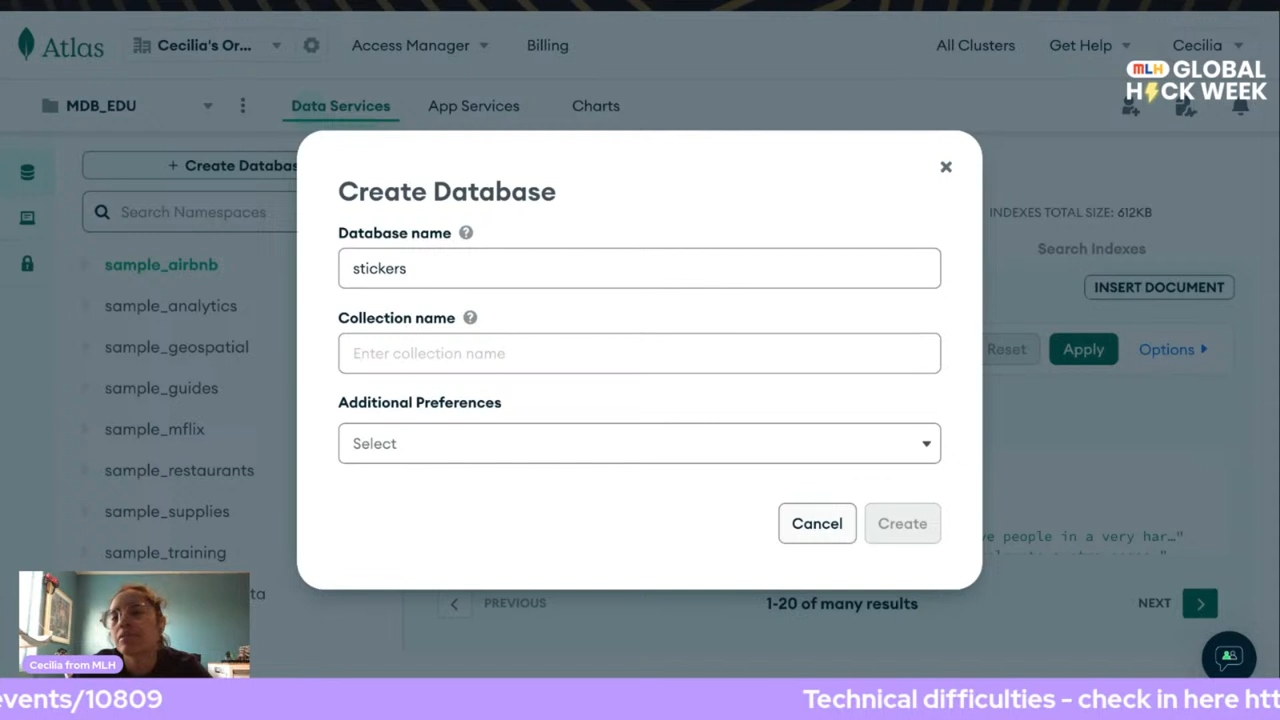 Atlas
Cecilia's Or...
Access Manager
Billing
All Clusters
Get Help
Cecilia
MLH GLOBAL
HACK WEEK
MDB_EDU
Data Services
App Services
Charts
+ Create Databas
Search Namespaces
INDEXES TOTAL SIZE: 612KB
Search Indexes
INSERT DOCUMENT
Reset
Apply
Options
sample_airbnb
sample_analytics
sample_geospatial
sample_guides
sample_mflix
sample_restaurants
sample_supplies
sample_training
ta
Create Database
Database name
stickers
Collection name
Enter collection name
Additional Preferences
Select
Cancel
Create
ve people in a very har…"
PREVIOUS
1-20 of many results
NEXT
Cecilia from MLH
events/10809
Technical difficulties - check in here htt